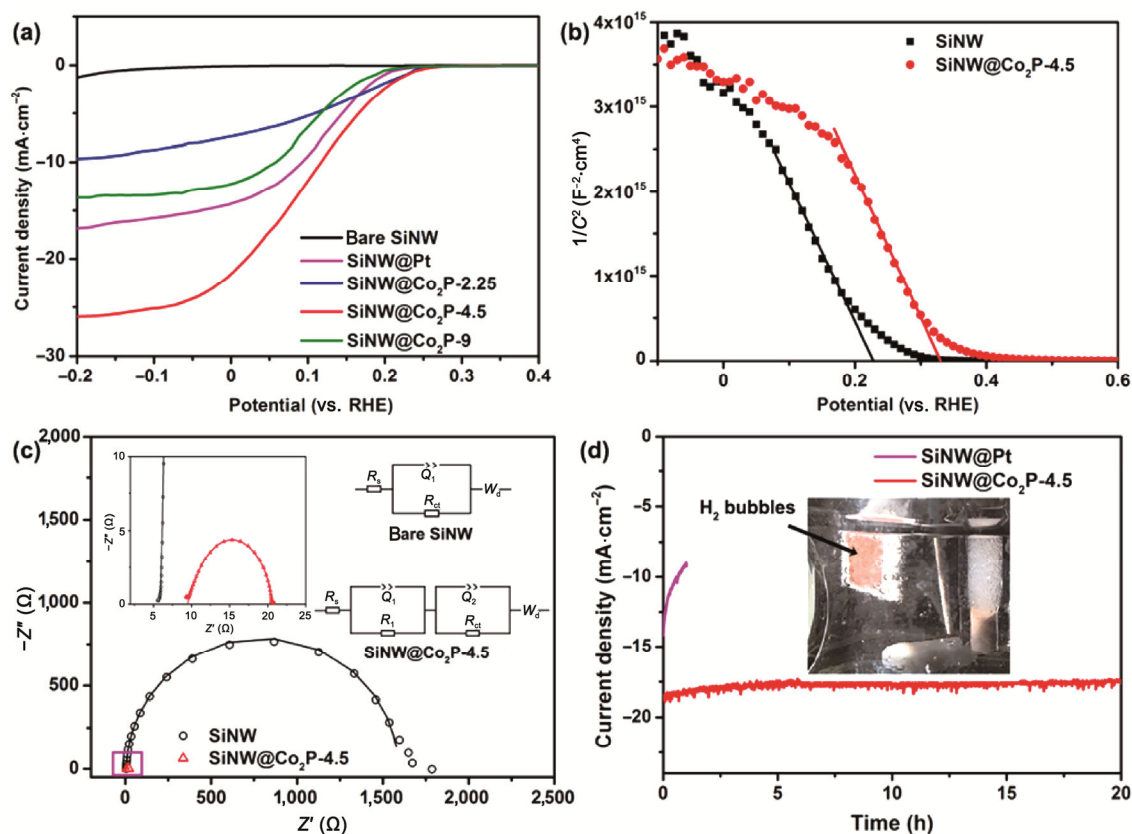 (a)
Current density (mA·cm⁻²)
0
−10
−20
−30
−0.2
−0.1
0
0.1
0.2
0.3
0.4
Potential (vs. RHE)
Bare SiNW
SiNW@Pt
SiNW@Co₂P-2.25
SiNW@Co₂P-4.5
SiNW@Co₂P-9
(b)
1/C² (F⁻²·cm⁴)
4x10¹⁵
3x10¹⁵
2x10¹⁵
1x10¹⁵
0
0
0.2
0.4
0.6
Potential (vs. RHE)
SiNW
SiNW@Co₂P-4.5
(c)
−Z″ (Ω)
2,000
1,500
1,000
500
0
0
500
1,000
1,500
2,000
2,500
Z′ (Ω)
−Z″ (Ω)
10
5
0
5
10
15
20
25
Z′ (Ω)
Rs
Q₁
Rct
Wd
Bare SiNW
Rs
Q₁
R₁
Q₂
Rct
Wd
SiNW@Co₂P-4.5
SiNW
SiNW@Co₂P-4.5
(d)
Current density (mA·cm⁻²)
0
−5
−10
−15
−20
0
5
10
15
20
Time (h)
SiNW@Pt
SiNW@Co₂P-4.5
H₂ bubbles